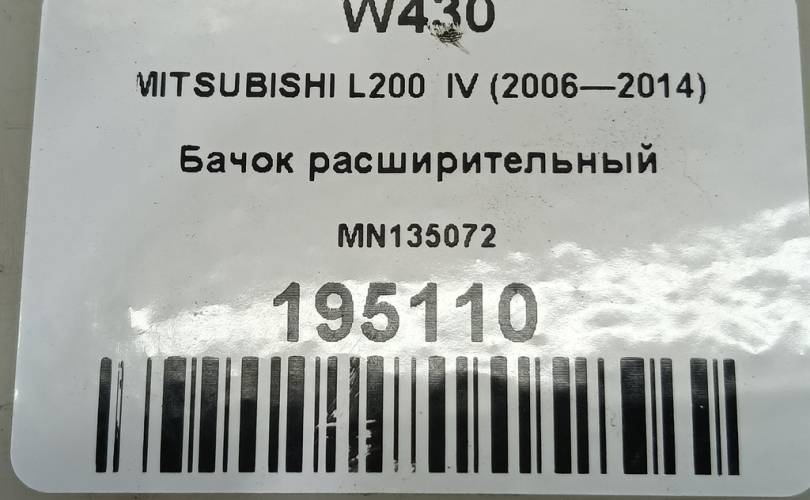 W430
MITSUBISHI L200 IV (2006—2014)
Бачок расширительный
MN135072
195110